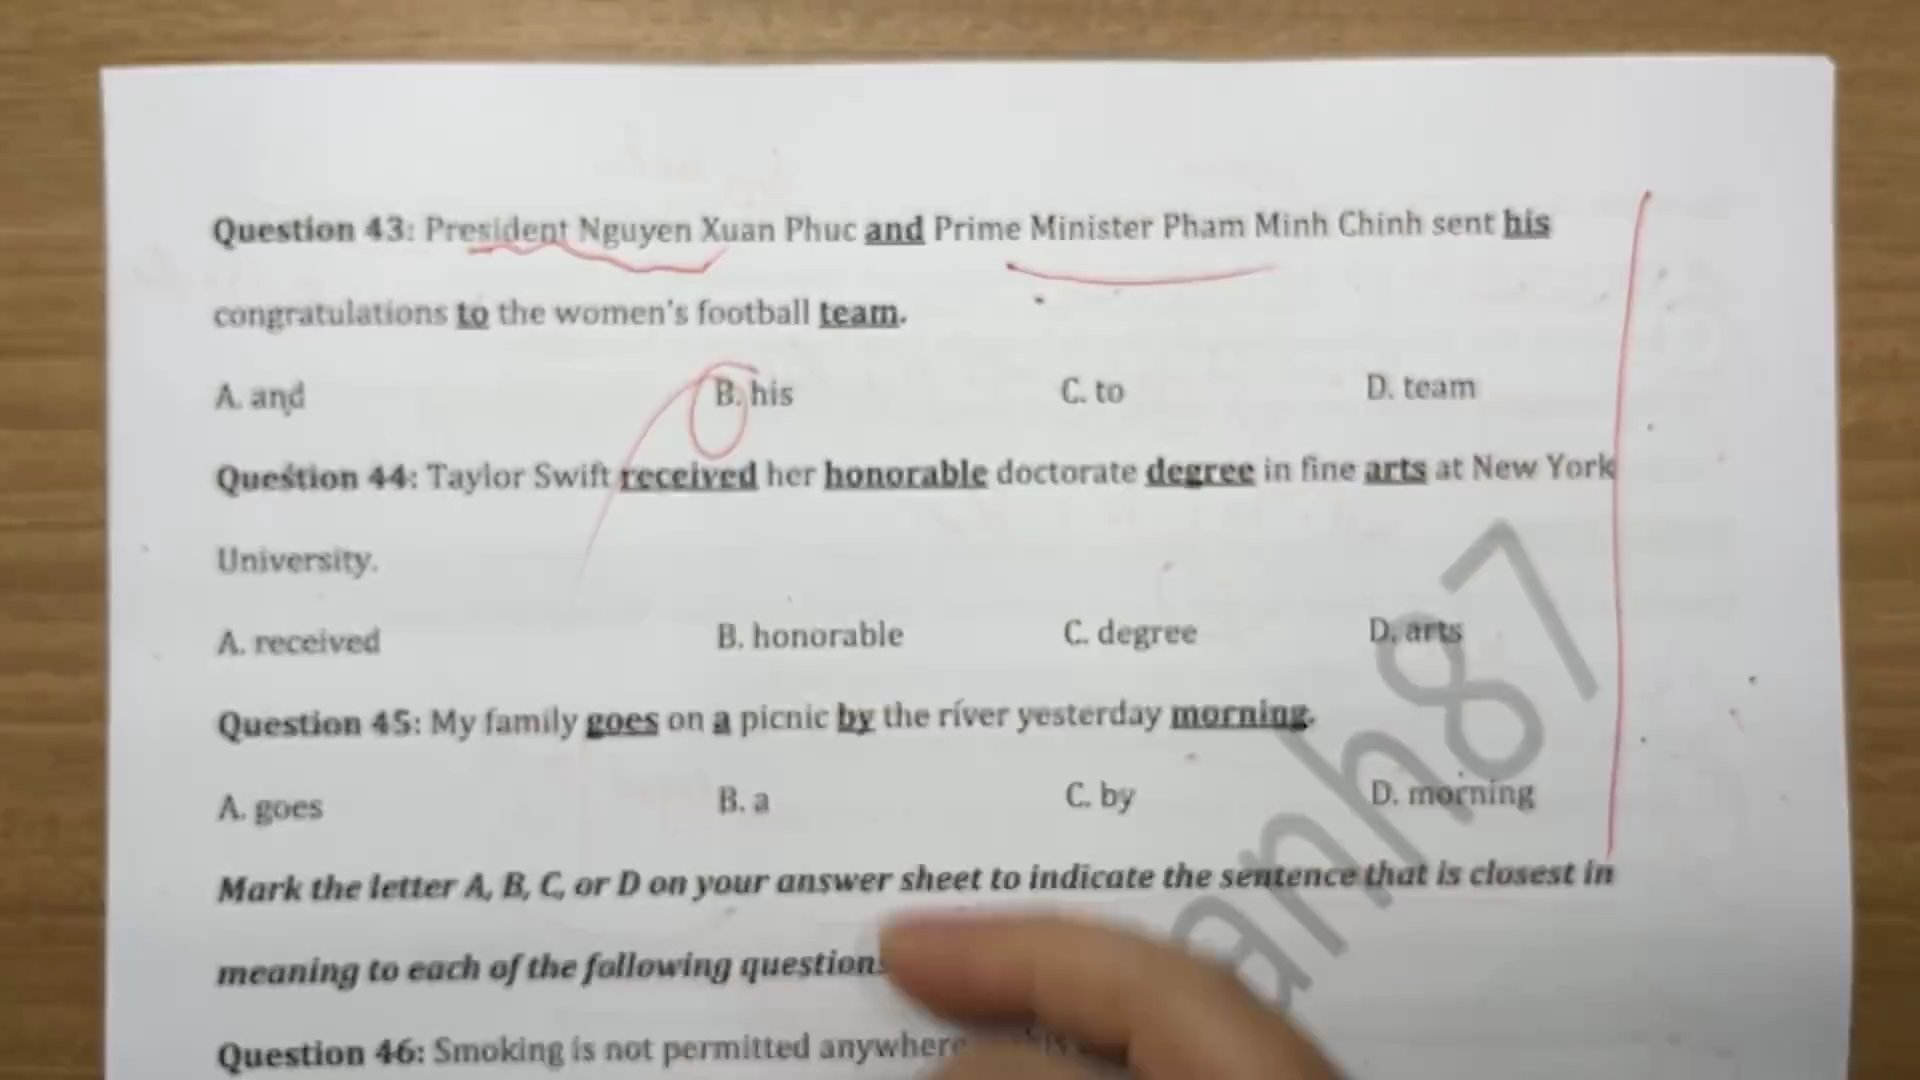 Question 43: President Nguyen Xuan Phuc and Prime Minister Pham Minh Chinh sent his
congratulations to the women's football team.
A. and B. his C. to D. team
Question 44: Taylor Swift received her honorable doctorate degree in fine arts at New York
University.
A. received B. honorable C. degree D. arts
Question 45: My family goes on a picnic by the river yesterday morning.
A. goes B. a C. by D. morning
Mark the letter A, B, C, or D on your answer sheet to indicate the sentence that is closest in
meaning to each of the following questions
Question 46: Smoking is not permitted anywhere
anh87